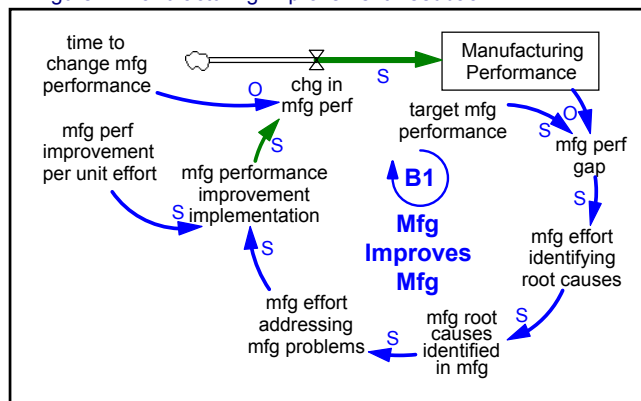 time to
change mfg
performance
O
chg in
mfg perf
S
Manufacturing
Performance
target mfg
performance
S
O
mfg perf
gap
mfg perf
improvement
per unit effort
S
S
mfg performance
improvement
implementation
B1
Mfg
Improves
Mfg
S
mfg effort
identifying
root causes
S
mfg effort
addressing
mfg problems
S
S
mfg root
causes
identified
in mfg